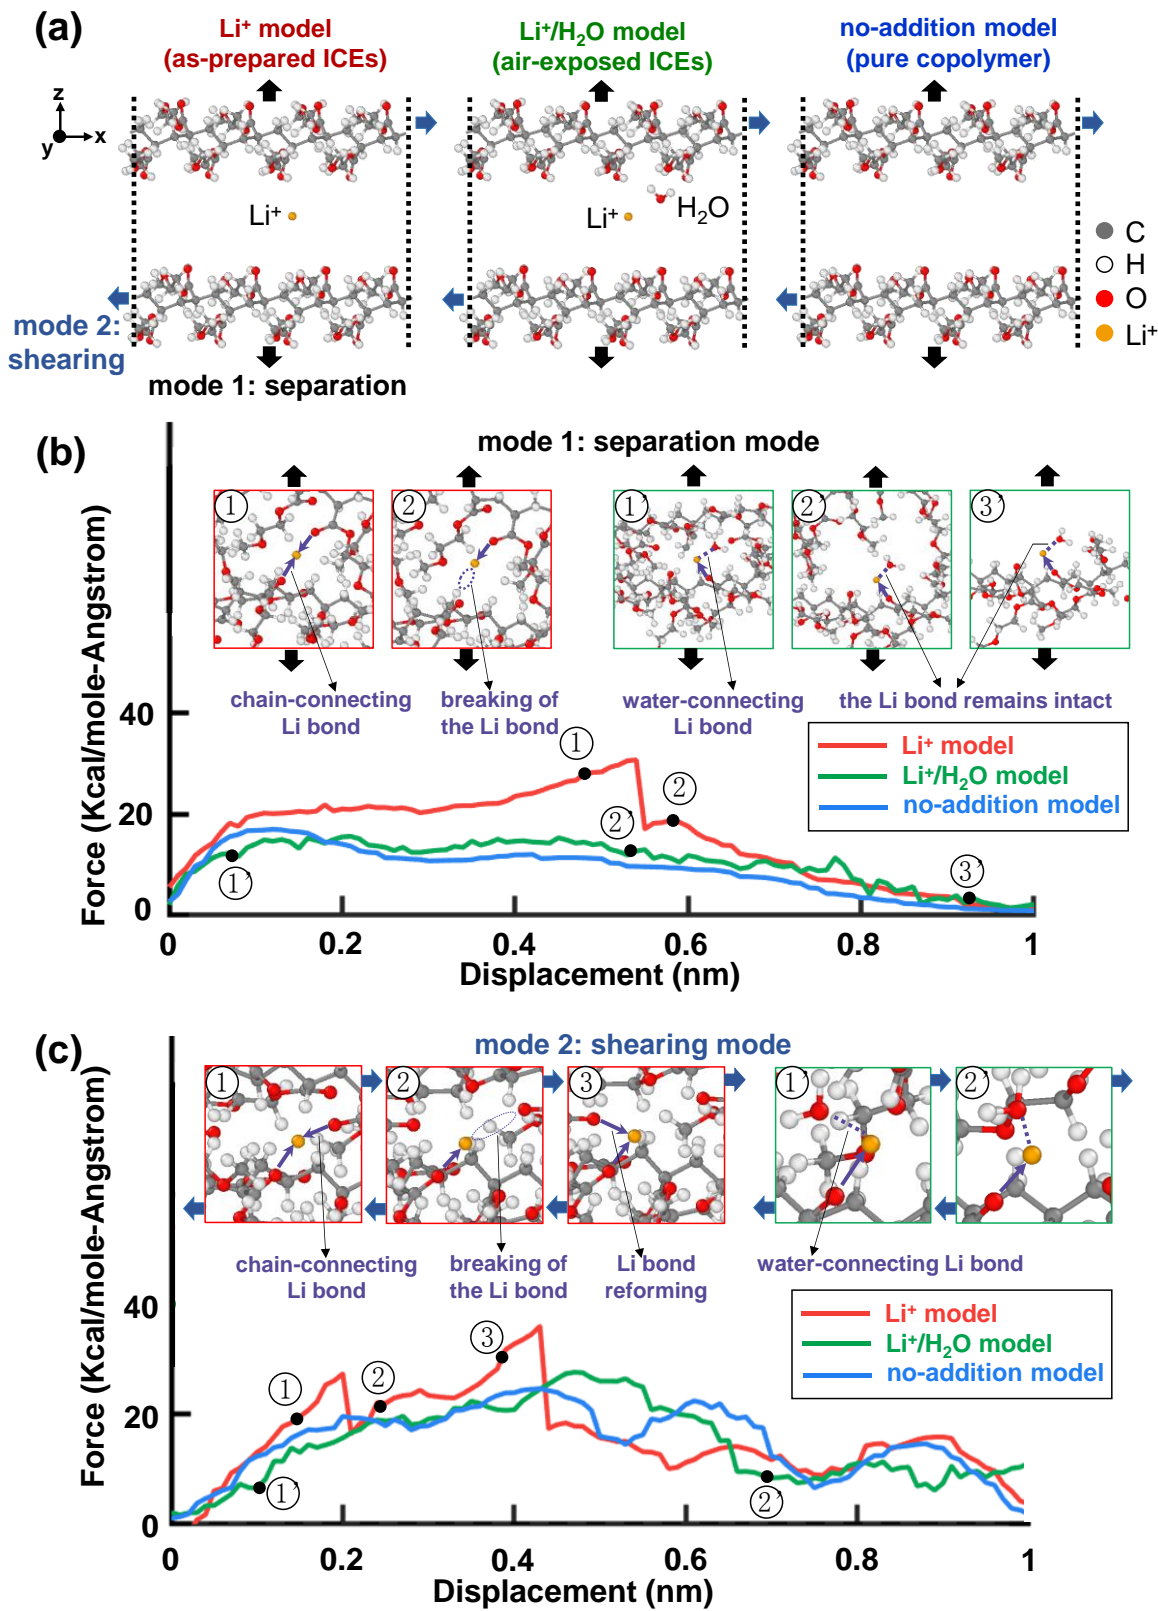 (a)
Li⁺ model
(as-prepared ICEs)
Li⁺/H₂O model
(air-exposed ICEs)
no-addition model
(pure copolymer)
z
x
y
Li⁺
Li⁺
H₂O
C
H
O
Li⁺
mode 2:
shearing
mode 1: separation
(b)
mode 1: separation mode
①
②
①’
②’
③’
chain-connecting
Li bond
breaking of
the Li bond
water-connecting
Li bond
the Li bond remains intact
Li⁺ model
Li⁺/H₂O model
no-addition model
①
②
①’
②’
③’
Force (Kcal/mole-Angstrom)
40
20
0
0
0.2
0.4
0.6
0.8
1
Displacement (nm)
(c)
mode 2: shearing mode
①
②
③
①’
②’
chain-connecting
Li bond
breaking of
the Li bond
Li bond
reforming
water-connecting Li bond
Li⁺ model
Li⁺/H₂O model
no-addition model
①
②
③
①’
②’
Force (Kcal/mole-Angstrom)
40
20
0
0
0.2
0.4
0.6
0.8
1
Displacement (nm)